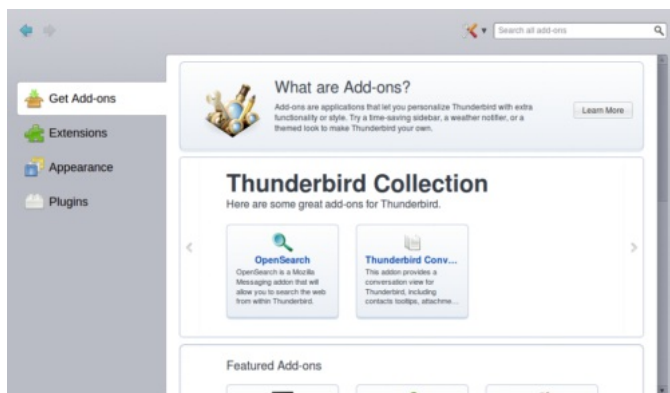 Search all add-ons
Get Add-ons
Extensions
Appearance
Plugins
What are Add-ons?
Add-ons are applications that let you personalize Thunderbird with extra
functionality or style. Try a time-saving sidebar, a weather notifier, or a
themed look to make Thunderbird your own.
Learn More
Thunderbird Collection
Here are some great add-ons for Thunderbird.
OpenSearch
OpenSearch is a Mozilla
Messaging addon that will
allow you to search the web
from within Thunderbird.
Thunderbird Conv...
This addon provides a
conversation view for
Thunderbird, including
contacts tooltips, attachme...
Featured Add-ons